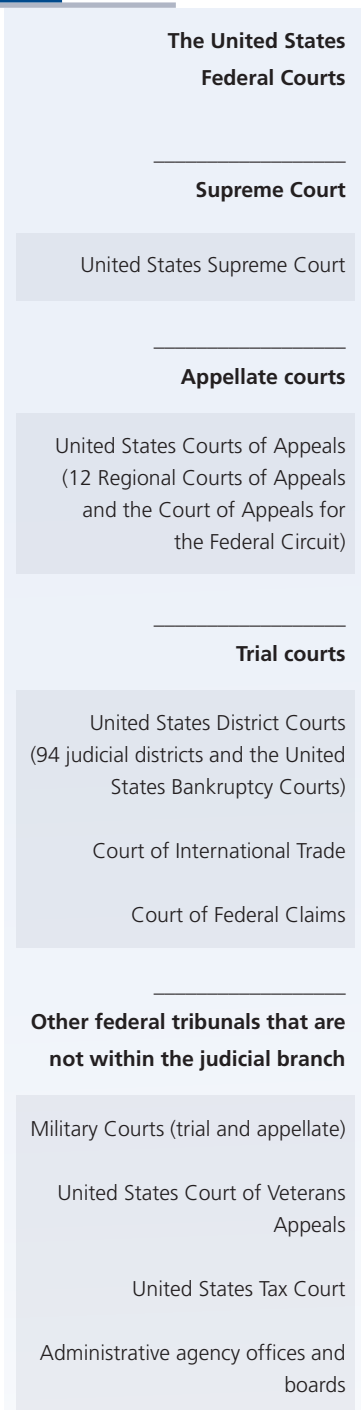 The United States
Federal Courts
Supreme Court
United States Supreme Court
Appellate courts
United States Courts of Appeals
(12 Regional Courts of Appeals
and the Court of Appeals for
the Federal Circuit)
Trial courts
United States District Courts
(94 judicial districts and the United
States Bankruptcy Courts)
Court of International Trade
Court of Federal Claims
Other federal tribunals that are
not within the judicial branch
Military Courts (trial and appellate)
United States Court of Veterans
Appeals
United States Tax Court
Administrative agency offices and
boards